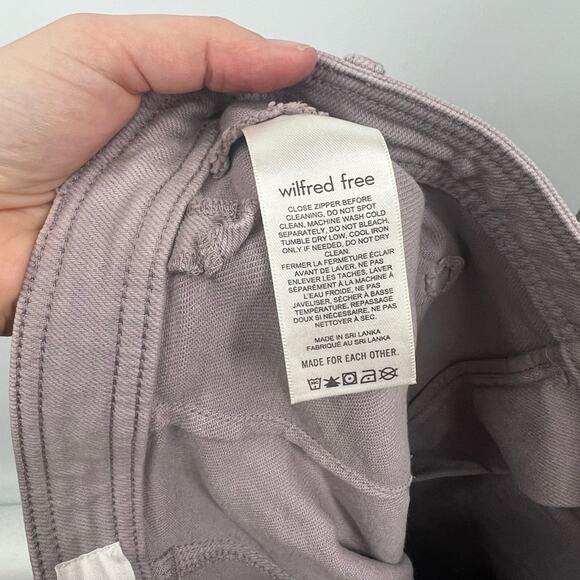 wilfred free
CLOSE ZIPPER BEFORE
CLEANING, DO NOT SPOT
CLEAN, MACHINE WASH COLD
SEPARATELY, DO NOT BLEACH,
TUMBLE DRY LOW, COOL IRON
ONLY IF NEEDED, DO NOT DRY
CLEAN.
FERMER LA FERMETURE ÉCLAIR
AVANT DE LAVER, NE PAS
ENLEVER LES TACHES, LAVER
SÉPARÉMENT À LA MACHINE À
L'EAU FROIDE, NE PAS
JAVELISER, SÉCHER À BASSE
TEMPÉRATURE, REPASSAGE
DOUX SI NÉCESSAIRE, NE PAS
NETTOYER À SEC.
MADE IN SRI LANKA
FABRIQUÉ AU SRI LANKA
MADE FOR EACH OTHER.